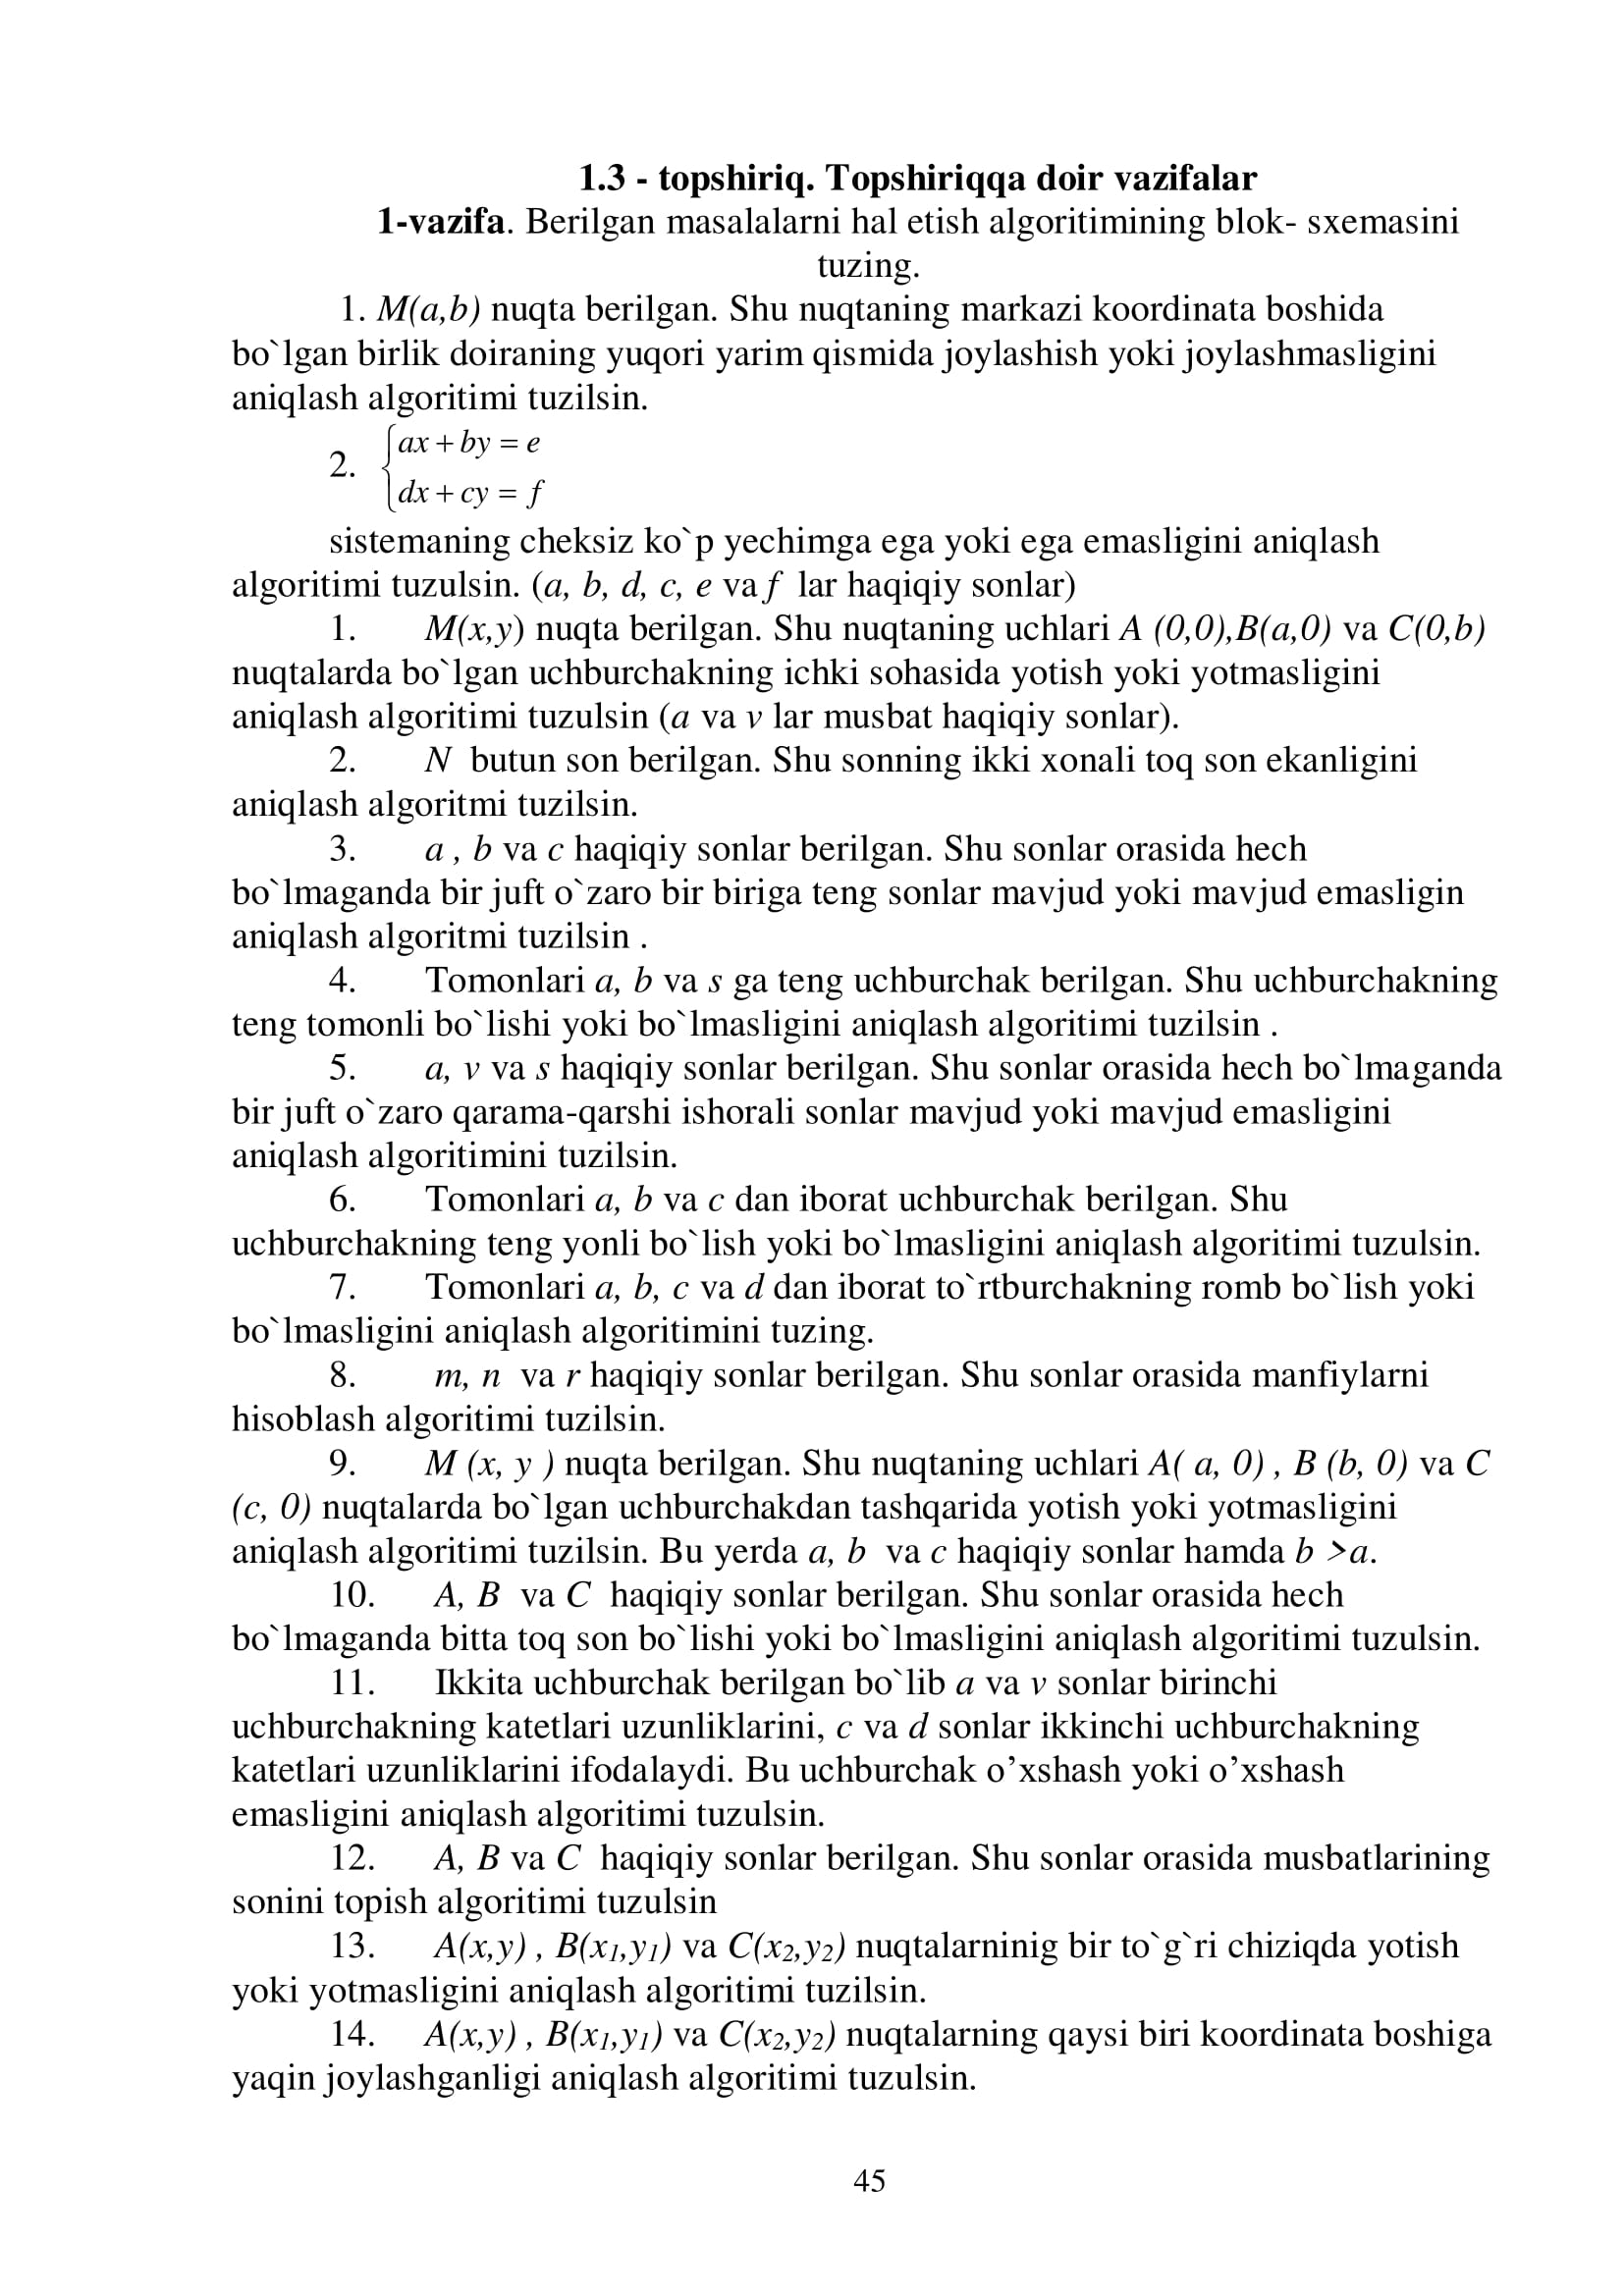 1.3 - topshiriq. Topshiriqqa doir vazifalar
1-vazifa. Berilgan masalalarni hal etish algoritimining blok- sxemasini
tuzing.
1. M(a,b) nuqta berilgan. Shu nuqtaning markazi koordinata boshida
bo`lgan birlik doiraning yuqori yarim qismida joylashish yoki joylashmasligini
aniqlash algoritimi tuzilsin.
2. { ax + by = e
dx + cy = f
sistemaning cheksiz ko`p yechimga ega yoki ega emasligini aniqlash
algoritimi tuzulsin. (a, b, d, c, e va f lar haqiqiy sonlar)
1. M(x,y) nuqta berilgan. Shu nuqtaning uchlari A (0,0),B(a,0) va C(0,b)
nuqtalarda bo`lgan uchburchakning ichki sohasida yotish yoki yotmasligini
aniqlash algoritimi tuzulsin (a va v lar musbat haqiqiy sonlar).
2. N butun son berilgan. Shu sonning ikki xonali toq son ekanligini
aniqlash algoritmi tuzilsin.
3. a , b va c haqiqiy sonlar berilgan. Shu sonlar orasida hech
bo`lmaganda bir juft o`zaro bir biriga teng sonlar mavjud yoki mavjud emasligin
aniqlash algoritmi tuzilsin .
4. Tomonlari a, b va s ga teng uchburchak berilgan. Shu uchburchakning
teng tomonli bo`lishi yoki bo`lmasligini aniqlash algoritimi tuzilsin .
5. a, v va s haqiqiy sonlar berilgan. Shu sonlar orasida hech bo`lmaganda
bir juft o`zaro qarama-qarshi ishorali sonlar mavjud yoki mavjud emasligini
aniqlash algoritimini tuzilsin.
6. Tomonlari a, b va c dan iborat uchburchak berilgan. Shu
uchburchakning teng yonli bo`lish yoki bo`lmasligini aniqlash algoritimi tuzulsin.
7. Tomonlari a, b, c va d dan iborat to`rtburchakning romb bo`lish yoki
bo`lmasligini aniqlash algoritimini tuzing.
8. m, n va r haqiqiy sonlar berilgan. Shu sonlar orasida manfiylarni
hisoblash algoritimi tuzilsin.
9. M (x, y ) nuqta berilgan. Shu nuqtaning uchlari A( a, 0) , B (b, 0) va C
(c, 0) nuqtalarda bo`lgan uchburchakdan tashqarida yotish yoki yotmasligini
aniqlash algoritimi tuzilsin. Bu yerda a, b va c haqiqiy sonlar hamda b >a.
10. A, B va C haqiqiy sonlar berilgan. Shu sonlar orasida hech
bo`lmaganda bitta toq son bo`lishi yoki bo`lmasligini aniqlash algoritimi tuzulsin.
11. Ikkita uchburchak berilgan bo`lib a va v sonlar birinchi
uchburchakning katetlari uzunliklarini, c va d sonlar ikkinchi uchburchakning
katetlari uzunliklarini ifodalaydi. Bu uchburchak o’xshash yoki o’xshash
emasligini aniqlash algoritimi tuzulsin.
12. A, B va C haqiqiy sonlar berilgan. Shu sonlar orasida musbatlarining
sonini topish algoritimi tuzulsin
13. A(x,y) , B(x₁,y₁) va C(x₂,y₂) nuqtalarninig bir to`g`ri chiziqda yotish
yoki yotmasligini aniqlash algoritimi tuzilsin.
14. A(x,y) , B(x₁,y₁) va C(x₂,y₂) nuqtalarning qaysi biri koordinata boshiga
yaqin joylashganligi aniqlash algoritimi tuzulsin.
45